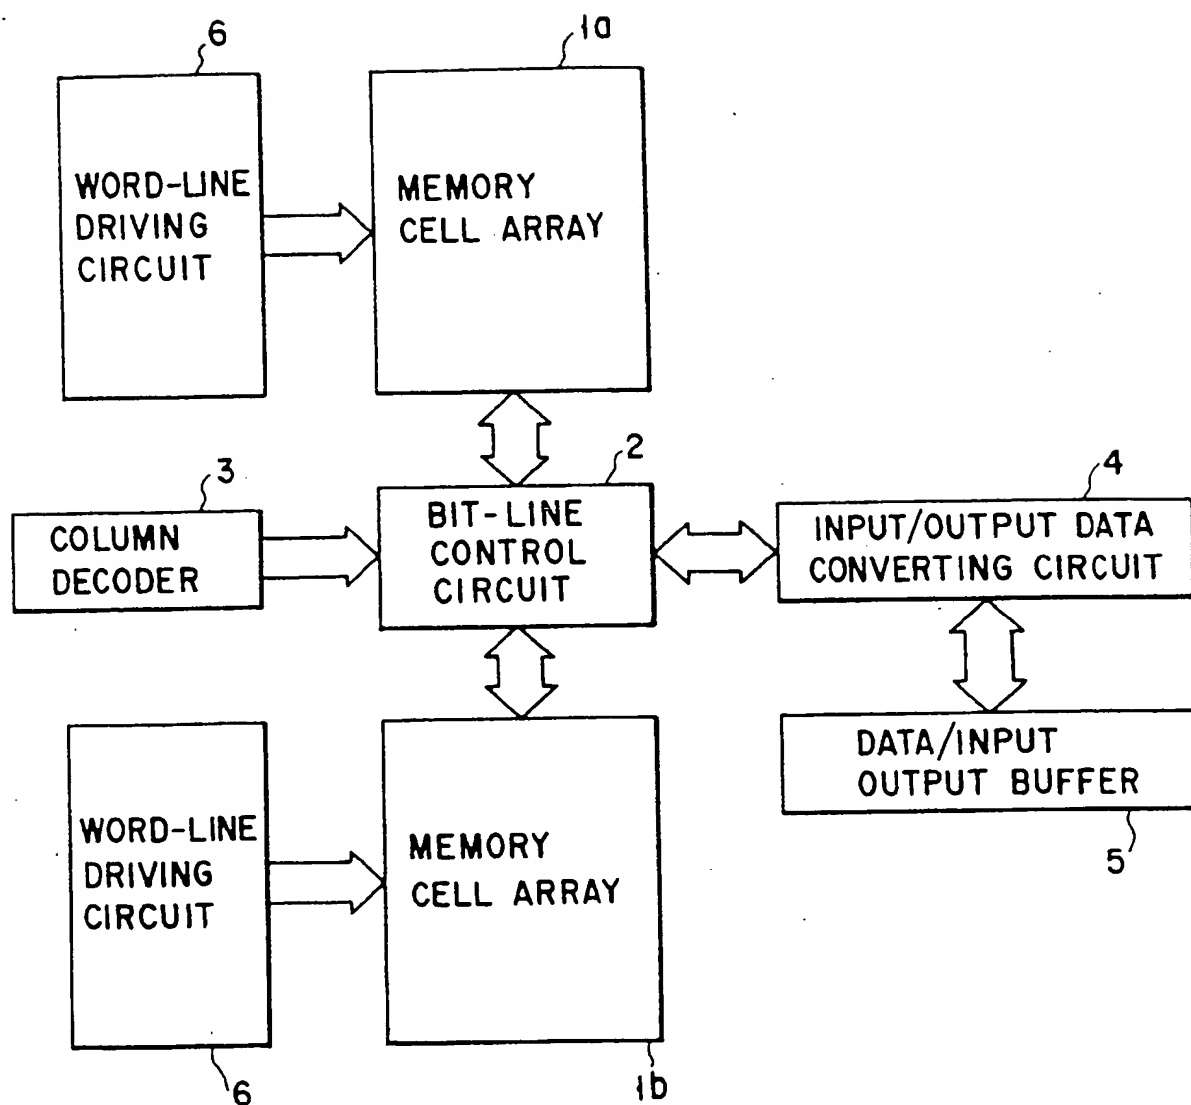 6
1a
WORD-LINE
DRIVING
CIRCUIT
MEMORY
CELL ARRAY
3
COLUMN
DECODER
2
BIT-LINE
CONTROL
CIRCUIT
4
INPUT/OUTPUT DATA
CONVERTING CIRCUIT
DATA/INPUT
OUTPUT BUFFER
5
WORD-LINE
DRIVING
CIRCUIT
6
MEMORY
CELL ARRAY
1b